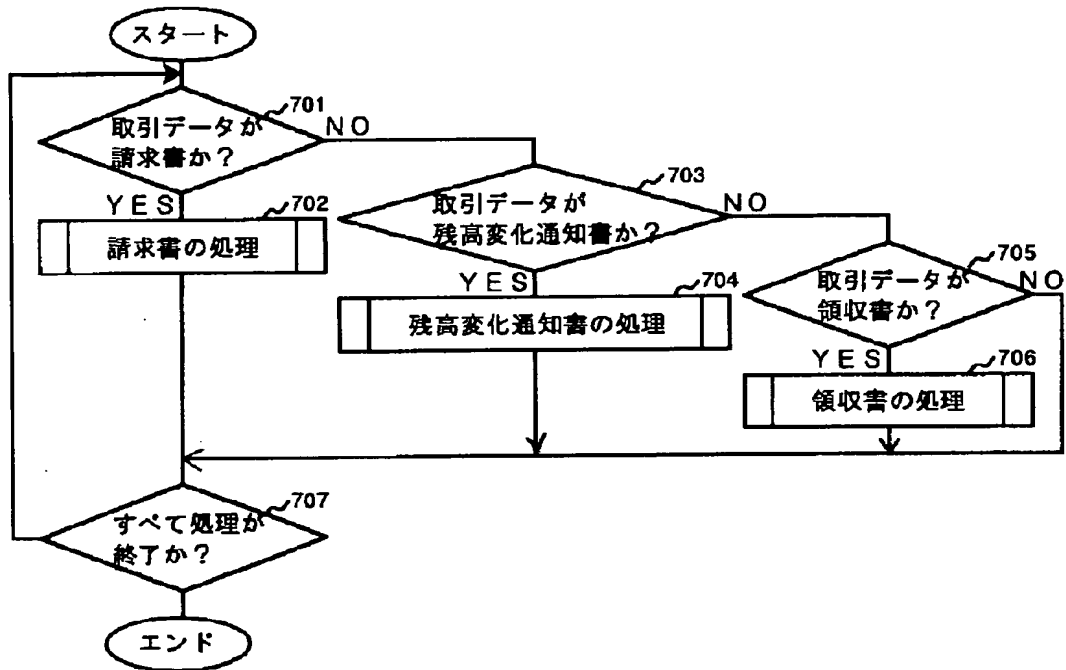 スタート
701
取引データが
請求書か？
NO
YES
702
請求書の処理
703
取引データが
残高変化通知書か？
NO
YES
704
残高変化通知書の処理
705
取引データが
領収書か？
NO
YES
706
領収書の処理
707
すべて処理が
終了か？
エンド